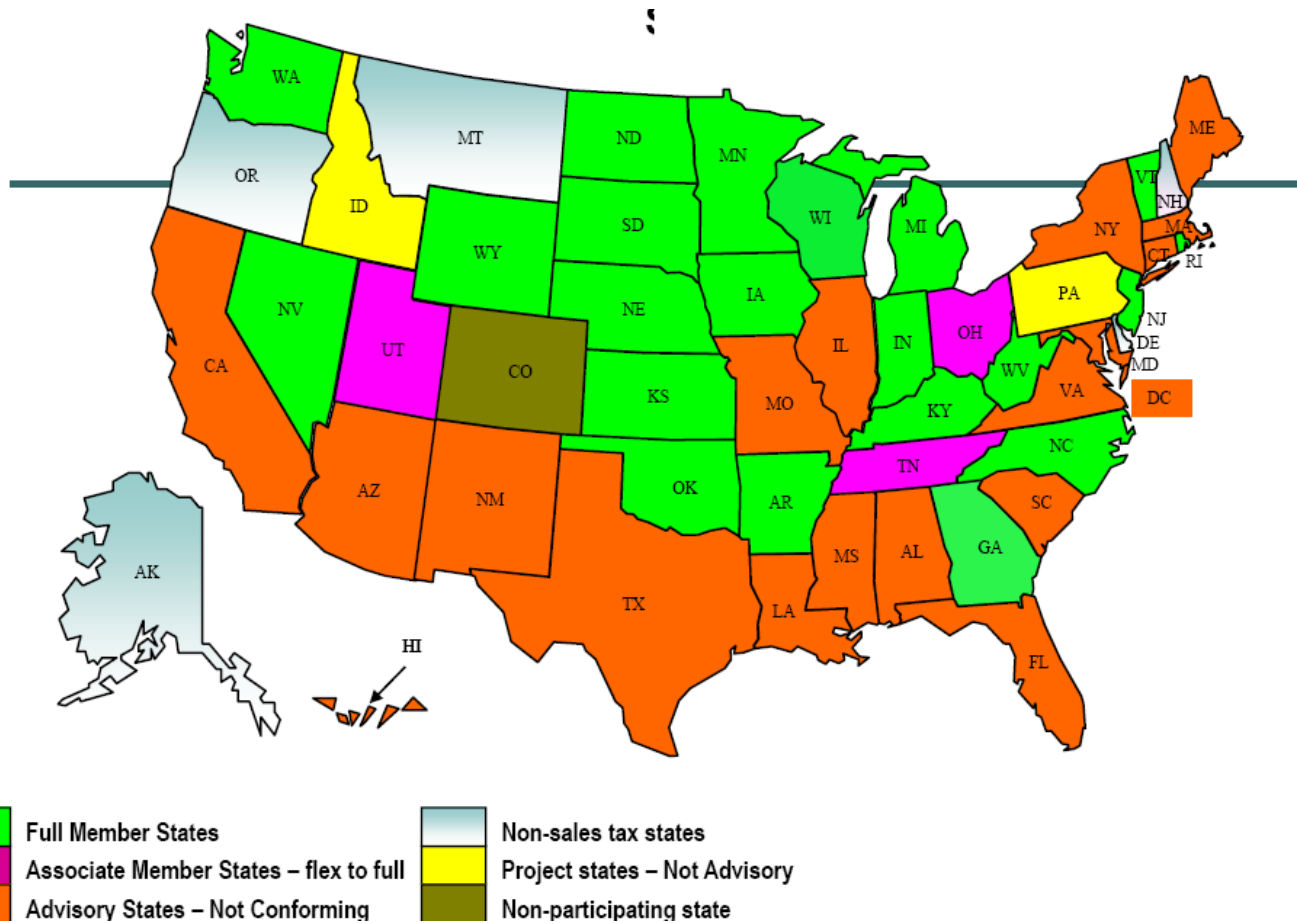 WA
MT
ND
MN
ME
OR
ID
SD
WI
MI
VT
NH
NY
MA
CT
RI
WY
IA
NE
PA
NJ
NV
UT
CO
IL
IN
OH
DE
MD
CA
KS
MO
KY
WV
VA
DC
AZ
NM
OK
AR
TN
NC
SC
MS
AL
GA
AK
TX
LA
HI
FL
Full Member States
Non-sales tax states
Associate Member States – flex to full
Project states – Not Advisory
Advisory States – Not Conforming
Non-participating state